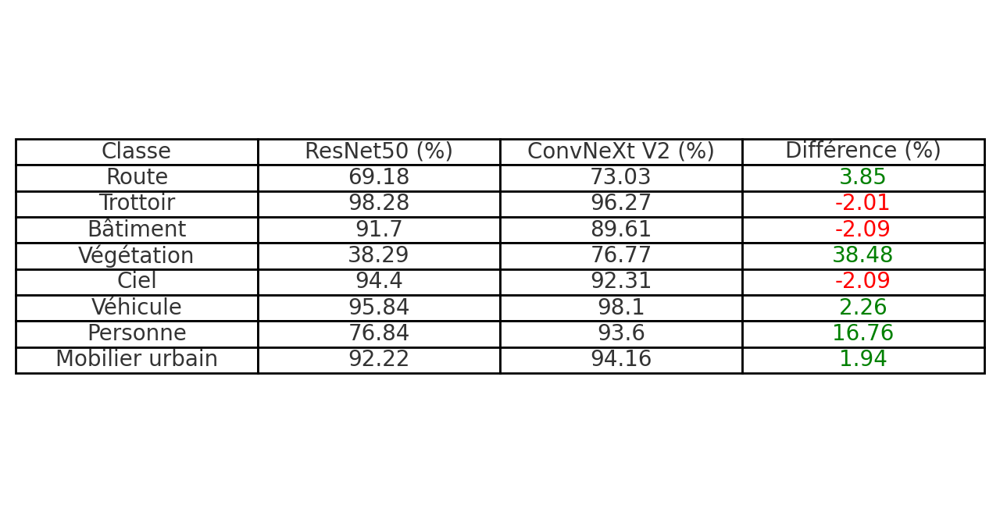 Classe ResNet50 (%) ConvNeXt V2 (%) Différence (%)
Route 69.18 73.03 3.85
Trottoir 98.28 96.27 -2.01
Bâtiment 91.7 89.61 -2.09
Végétation 38.29 76.77 38.48
Ciel 94.4 92.31 -2.09
Véhicule 95.84 98.1 2.26
Personne 76.84 93.6 16.76
Mobilier urbain 92.22 94.16 1.94